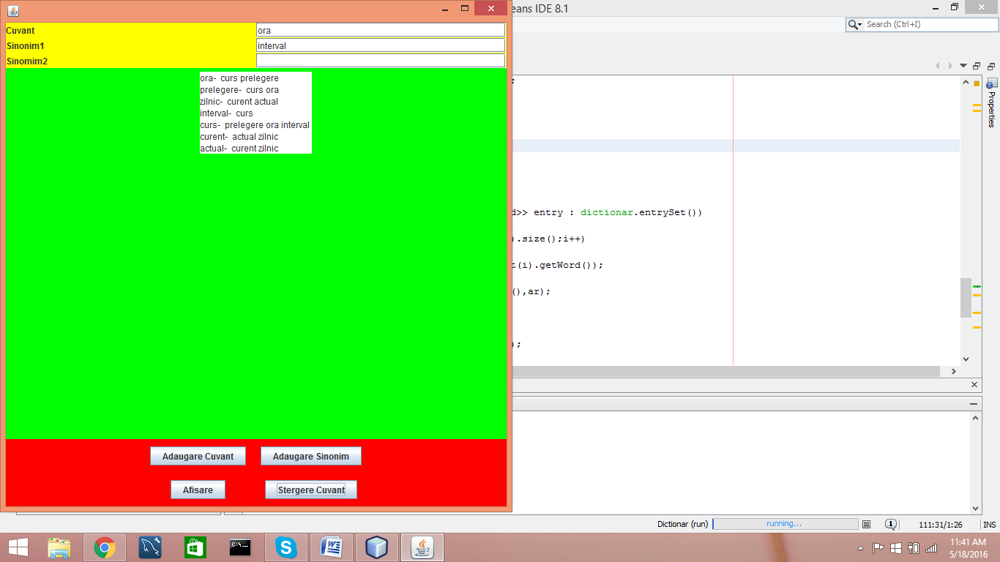 eans IDE 8.1
Search (Ctrl+I)
Cuvant ora
Sinonim1 interval
Sinomim2
ora- curs prelegere
prelegere- curs ora
zilnic- curent actual
interval- curs
curs- prelegere ora interval
curent- actual zilnic
actual- curent zilnic
;
d>> entry : dictionar.entrySet())
).size();i++)
t(i).getWord());
(),ar);
);
Properties
Adaugare Cuvant Adaugare Sinonim
Afisare Stergere Cuvant
Dictionar (run) running... 1 111:31/1:26 INS
C:\_
11:41 AM
5/18/2016